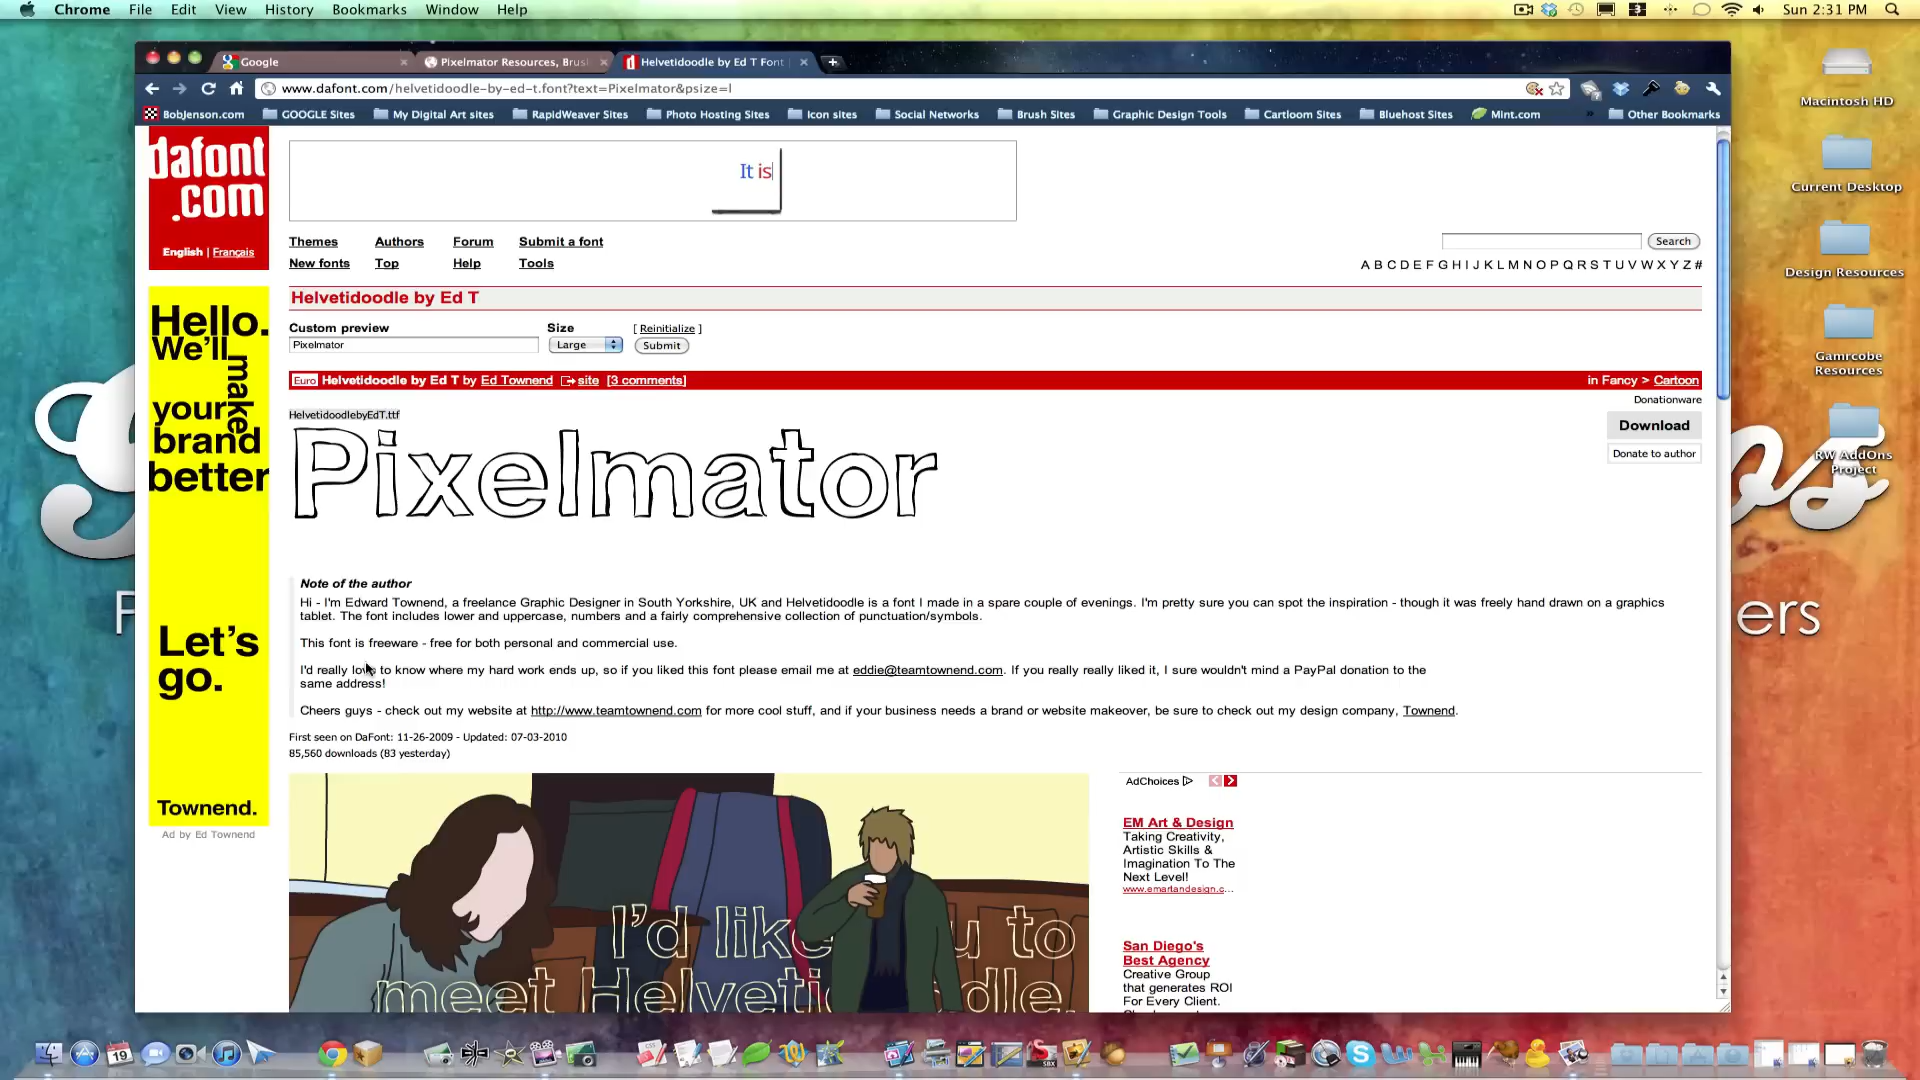 Chrome File Edit View History Bookmarks Window Help
Sun 2:31 PM
Google
Pixelmator Resources, Brus
Helvetidoodle by Ed T Font
www.dafont.com/helvetidoodle-by-ed-t.font?text=Pixelmator&psize=l
BobJenson.com GOOGLE Sites My Digital Art sites RapidWeaver Sites Photo Hosting Sites Icon sites Social Networks Brush Sites Graphic Design Tools Cartloom Sites Bluehost Sites Mint.com » Other Bookmarks
Macintosh HD
Current Desktop
Design Resources
Gamrcobe
Resources
RW AddOns
Project
dafont
.com
English | Français
It is
Themes Authors Forum Submit a font
New fonts Top Help Tools
Search
A B C D E F G H I J K L M N O P Q R S T U V W X Y Z #
Helvetidoodle by Ed T
Custom preview Size [ Reinitialize ]
Pixelmator Large Submit
Euro Helvetidoodle by Ed T by Ed Townend site [3 comments] in Fancy > Cartoon
Donationware
HelvetidoodlebyEdT.ttf
Download
Donate to author
Pixelmator
Hello.
We'll
make
your
brand
better
Let's
go.
Townend.
Ad by Ed Townend
Note of the author
Hi - I'm Edward Townend, a freelance Graphic Designer in South Yorkshire, UK and Helvetidoodle is a font I made in a spare couple of evenings. I'm pretty sure you can spot the inspiration - though it was freely hand drawn on a graphics
tablet. The font includes lower and uppercase, numbers and a fairly comprehensive collection of punctuation/symbols.
This font is freeware - free for both personal and commercial use.
I'd really love to know where my hard work ends up, so if you liked this font please email me at eddie@teamtownend.com. If you really really liked it, I sure wouldn't mind a PayPal donation to the
same address!
Cheers guys - check out my website at http://www.teamtownend.com for more cool stuff, and if your business needs a brand or website makeover, be sure to check out my design company, Townend.
First seen on DaFont: 11-26-2009 - Updated: 07-03-2010
85,560 downloads (83 yesterday)
I'd like you to
meet Helvetidoodle.
AdChoices
EM Art & Design
Taking Creativity,
Artistic Skills &
Imagination To The
Next Level!
www.emartandesign.c...
San Diego's
Best Agency
Creative Group
that generates ROI
For Every Client.
ers
19